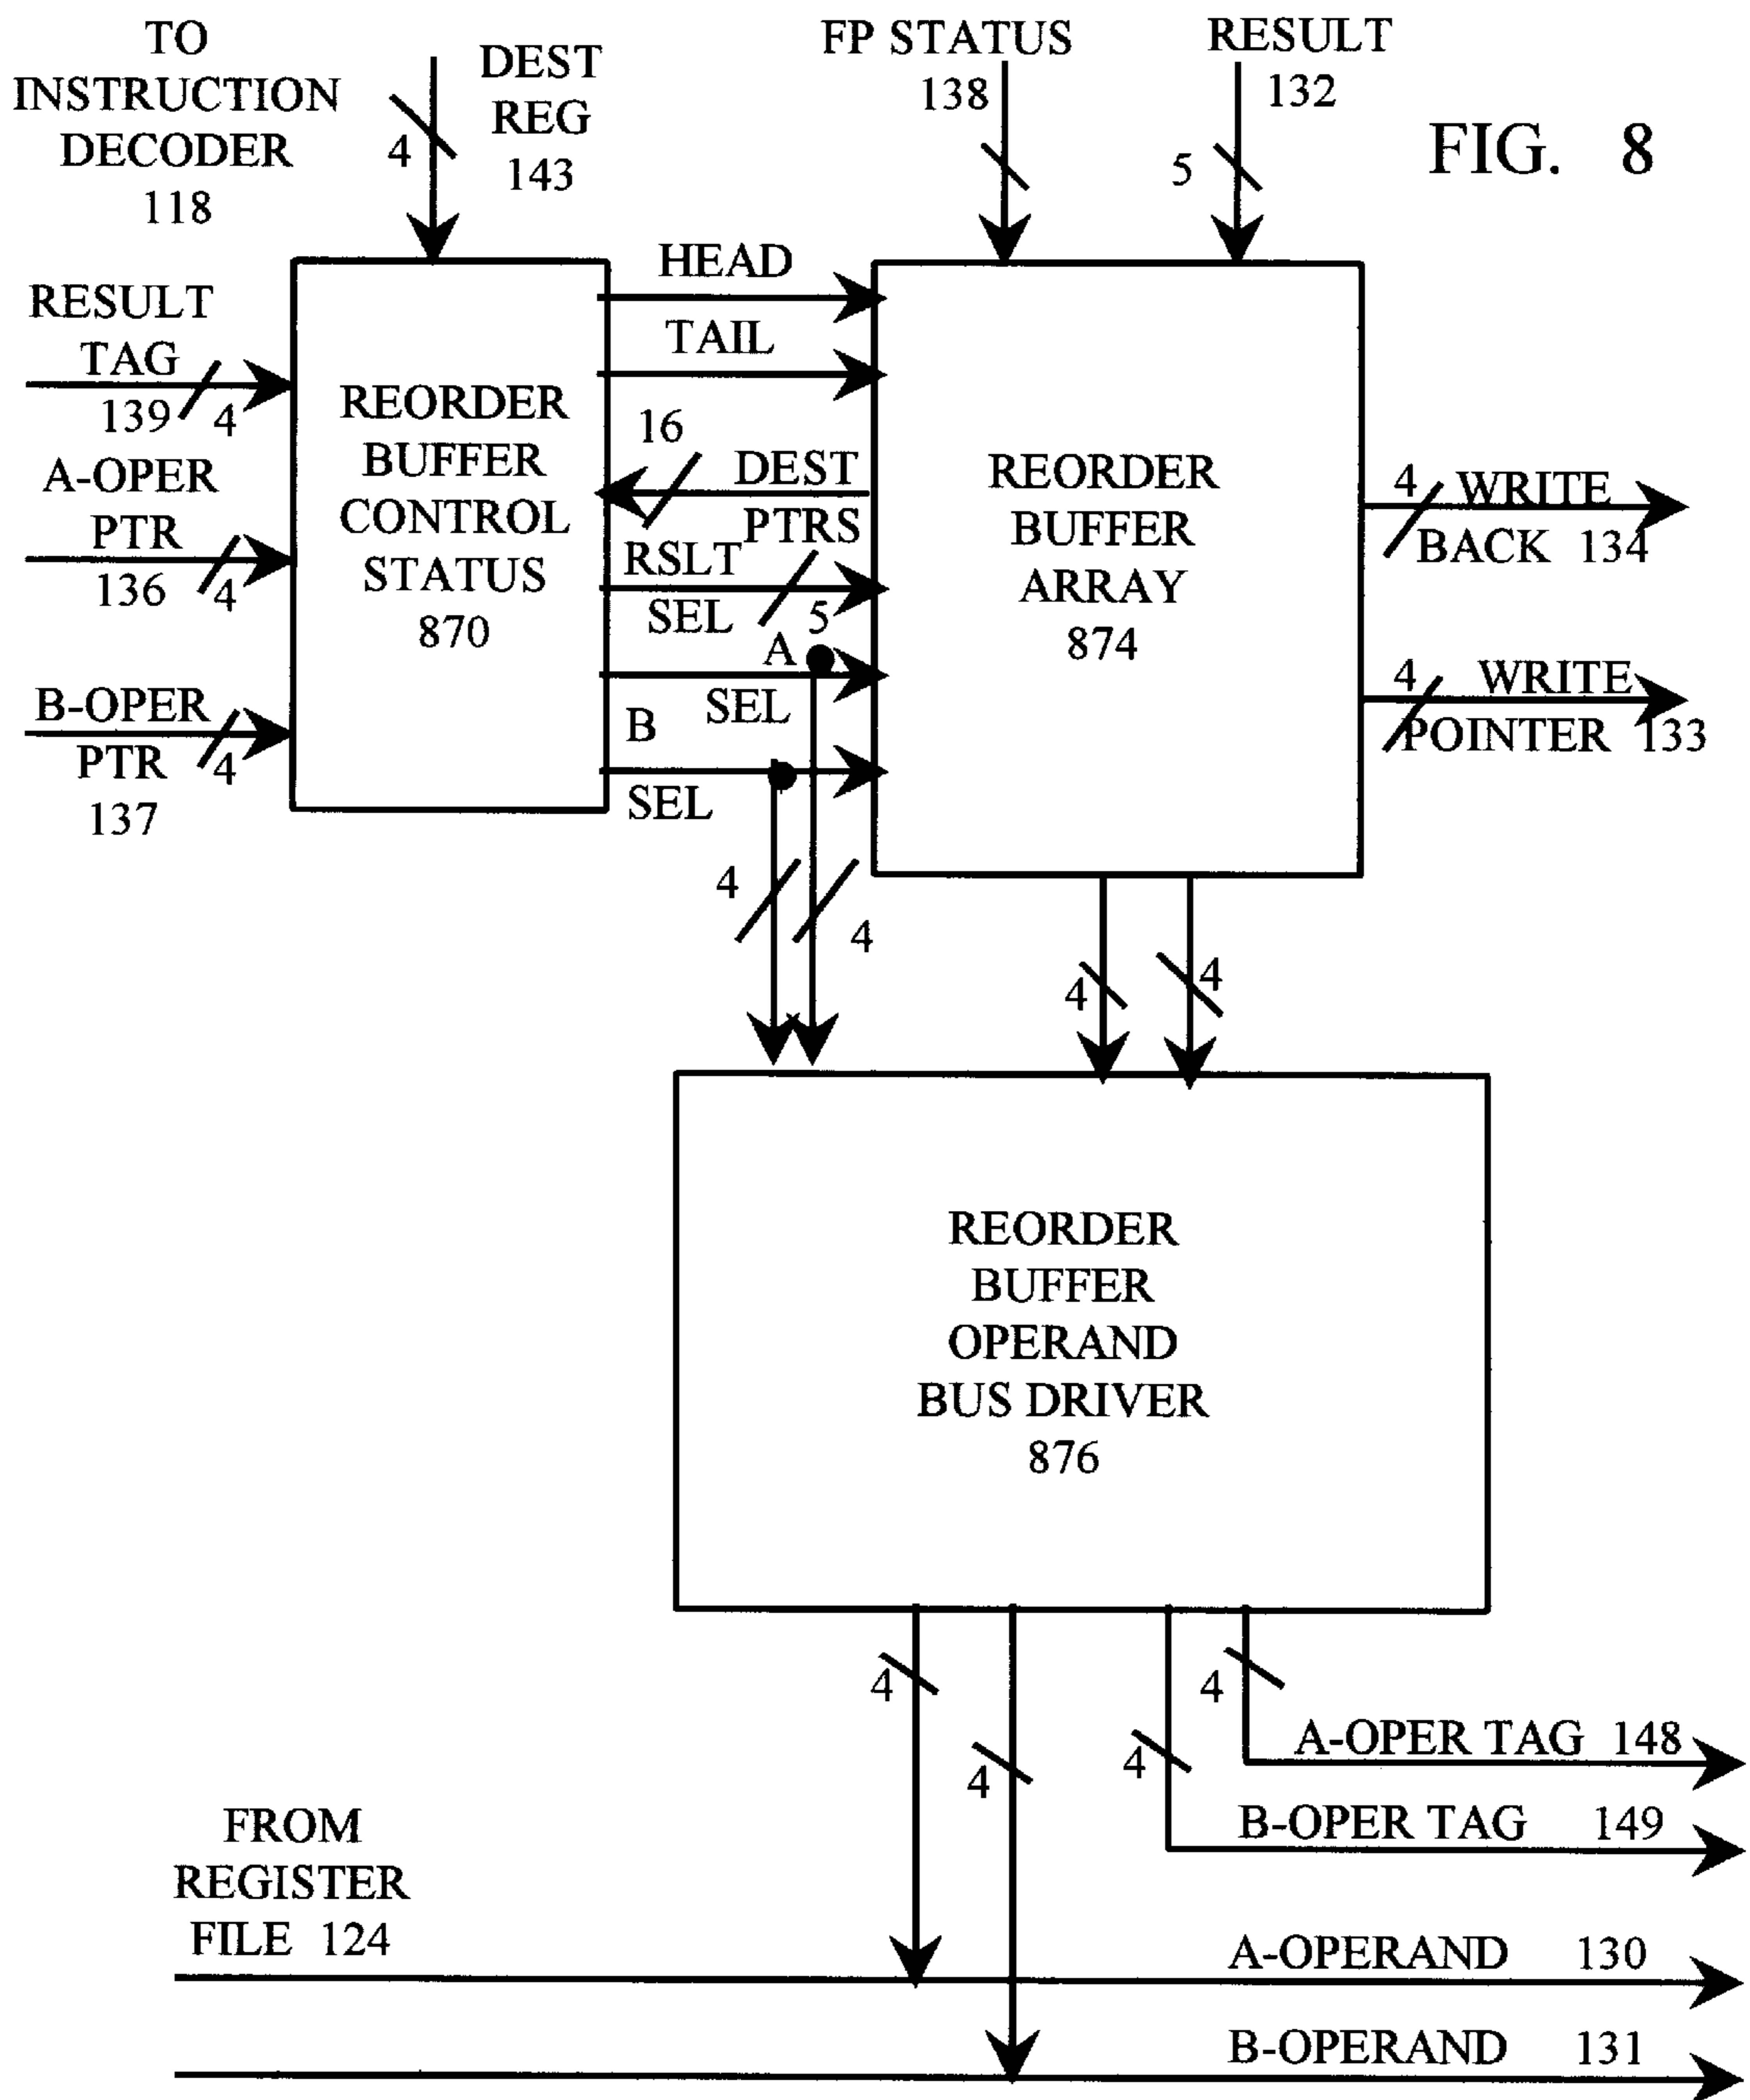 TO
INSTRUCTION
DECODER
118
4
DEST
REG
143
FP STATUS
138
RESULT
132
5
FIG. 8
RESULT
TAG
139
4
A-OPER
PTR
136
4
B-OPER
PTR
4
137
REORDER
BUFFER
CONTROL
STATUS
870
HEAD
TAIL
16
DEST
PTRS
RSLT
SEL
5
A
SEL
B
SEL
REORDER
BUFFER
ARRAY
874
4 WRITE
BACK 134
4 WRITE
POINTER 133
4
4
4
4
REORDER
BUFFER
OPERAND
BUS DRIVER
876
4
4
4
4
A-OPER TAG 148
B-OPER TAG 149
FROM
REGISTER
FILE 124
A-OPERAND 130
B-OPERAND 131